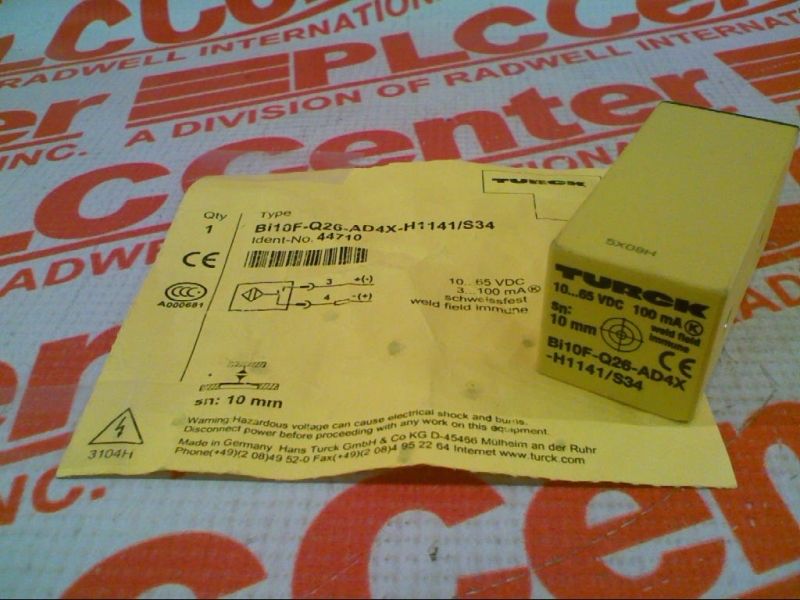 PLCCenter
RADWELL INTERNATIONAL
PLCCenter
A DIVISION OF RADWELL INTERNATIONAL
INC.
PLCCenter
TURCK
Qty
1
Type
Bi10F-Q26-AD4X-H1141/S34
Ident-No. 44710
CE
CCC
A000681
3 +(-)
4 -(+)
10...65 VDC
3...100 mA K
schweissfest
weld field immune
sn: 10 mm
Warning: Hazardous voltage can cause electrical shock and burns.
Disconnect power before proceeding with any work on this equipment.
Made in Germany Hans Turck GmbH & Co KG D-45466 Mülheim an der Ruhr
Phone(+49)(2 08)49 52-0 Fax(+49)(2 08)4 95 22 64 Internet www.turck.com
3104H
5X09H
TURCK
10...65 VDC 100 mA K
sn:
10 mm
weld field
immune
CE
Bi10F-Q26-AD4X
-H1141/S34
INC.